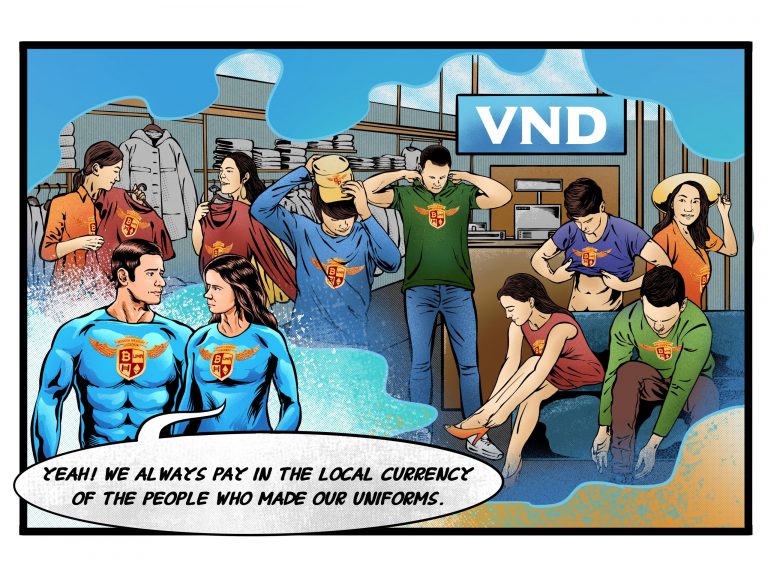 VND
YEAH! WE ALWAYS PAY IN THE LOCAL CURRENCY
OF THE PEOPLE WHO MADE OUR UNIFORMS.